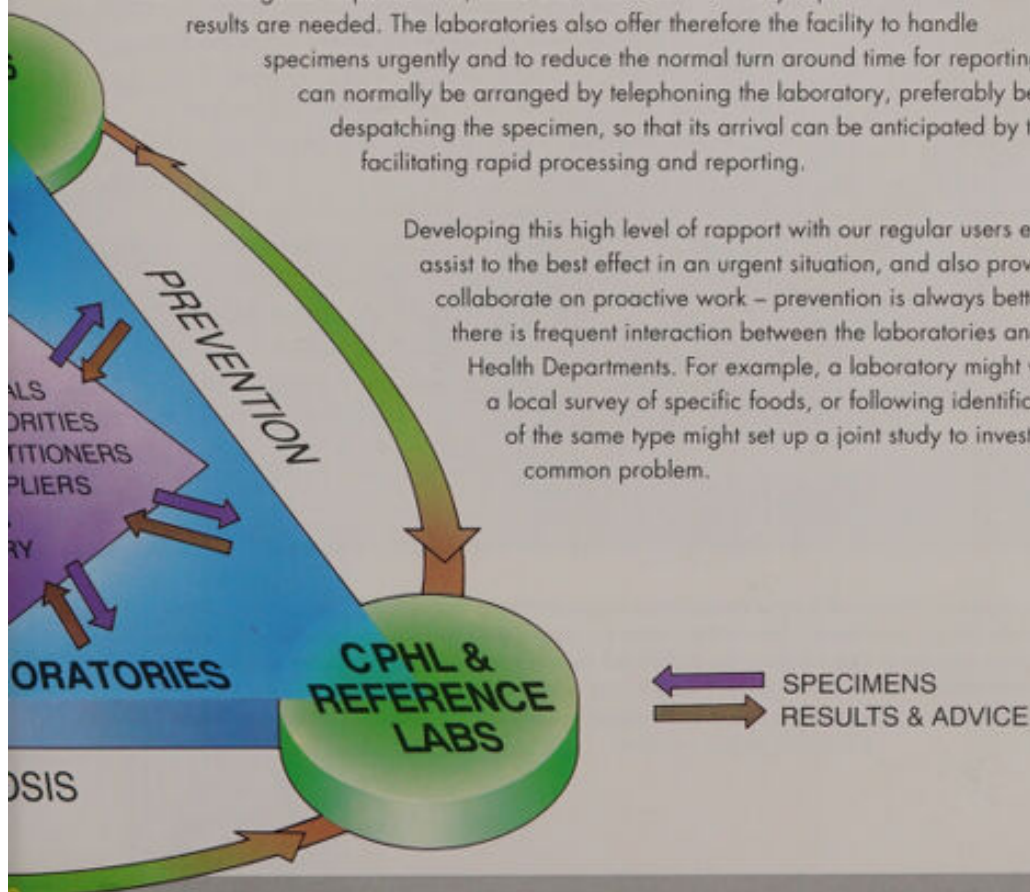 results are needed. The laboratories also offer therefore the facility to handle
specimens urgently and to reduce the normal turn around time for reporting
can normally be arranged by telephoning the laboratory, preferably be
despatching the specimen, so that its arrival can be anticipated by t
facilitating rapid processing and reporting.
Developing this high level of rapport with our regular users e
assist to the best effect in an urgent situation, and also prov
collaborate on proactive work – prevention is always bett
there is frequent interaction between the laboratories an
Health Departments. For example, a laboratory might
a local survey of specific foods, or following identific
of the same type might set up a joint study to invest
common problem.
PREVENTION
ALS
ORITIES
TITIONERS
PLIERS
RY
ORATORIES
CPHL &
REFERENCE
LABS
OSIS
SPECIMENS
RESULTS & ADVICE